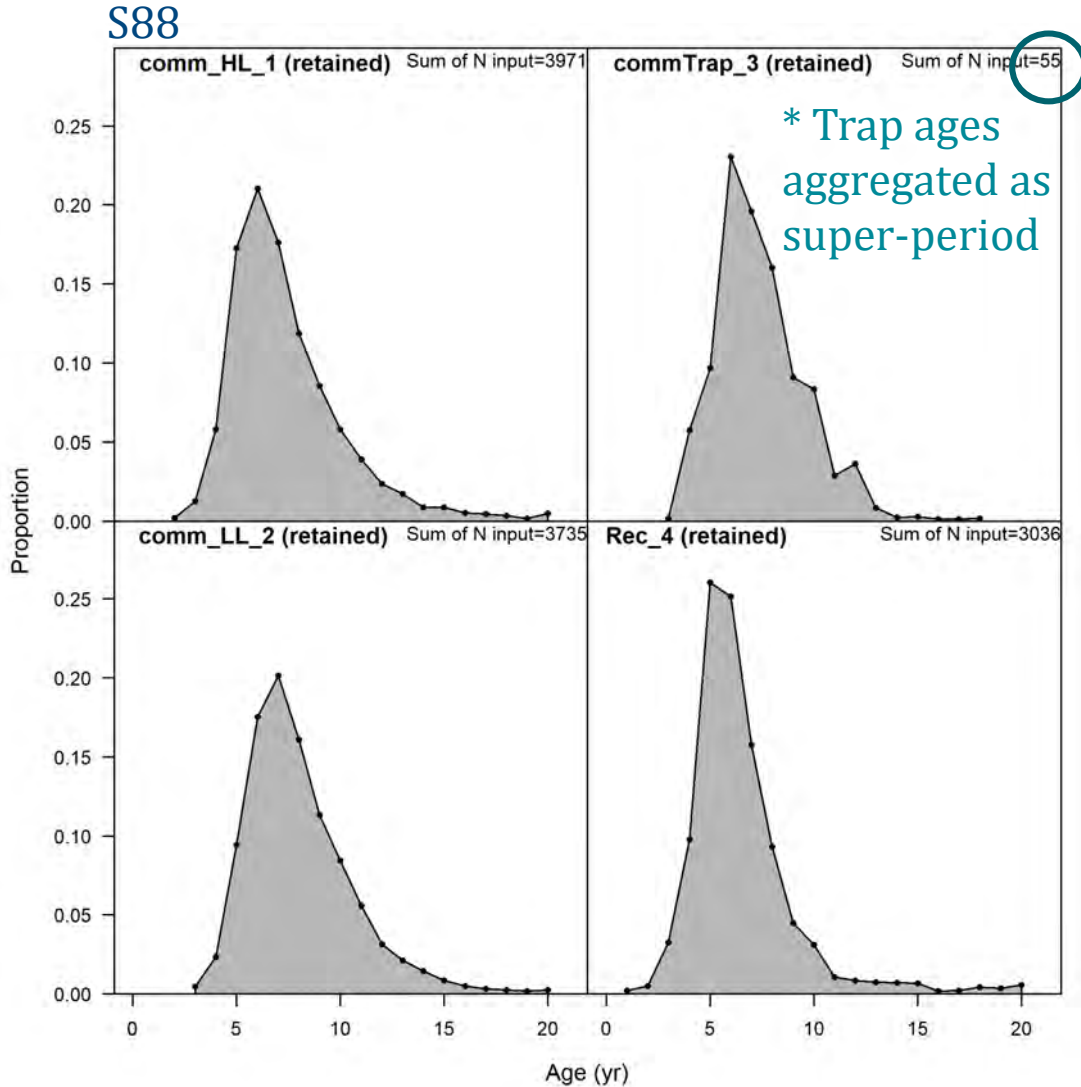 S88
comm_HL_1 (retained) Sum of N input=3971
commTrap_3 (retained) Sum of N input=55
* Trap ages
aggregated as
super-period
0.25
0.20
0.15
0.10
0.05
0.00
comm_LL_2 (retained) Sum of N input=3735
Rec_4 (retained) Sum of N input=3036
0.25
0.20
0.15
0.10
0.05
0.00
Proportion
0 5 10 15 20
0 5 10 15 20
Age (yr)